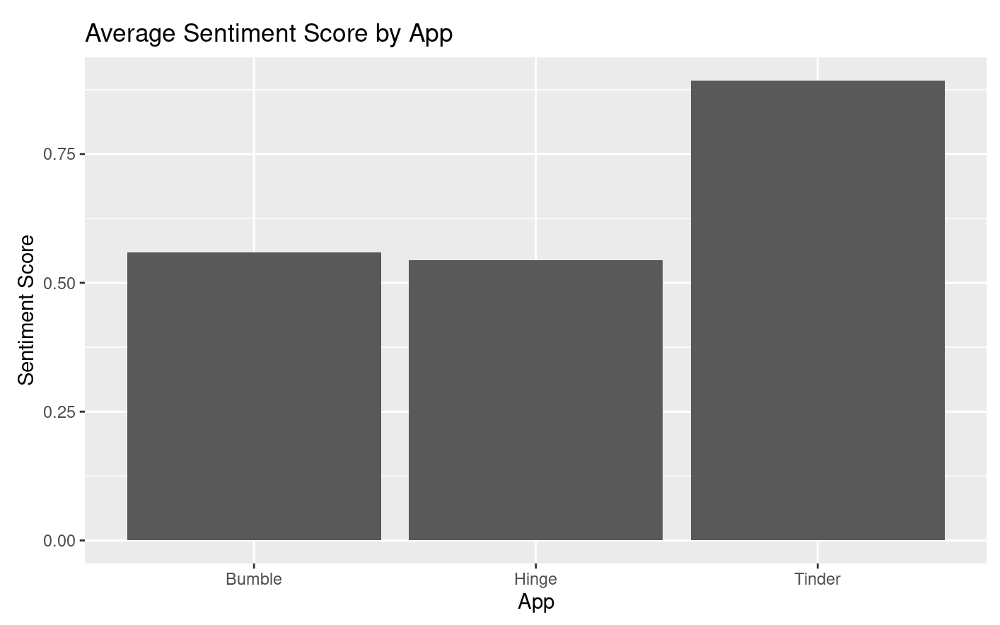 Average Sentiment Score by App
Sentiment Score
0.75
0.50
0.25
0.00
Bumble Hinge Tinder
App